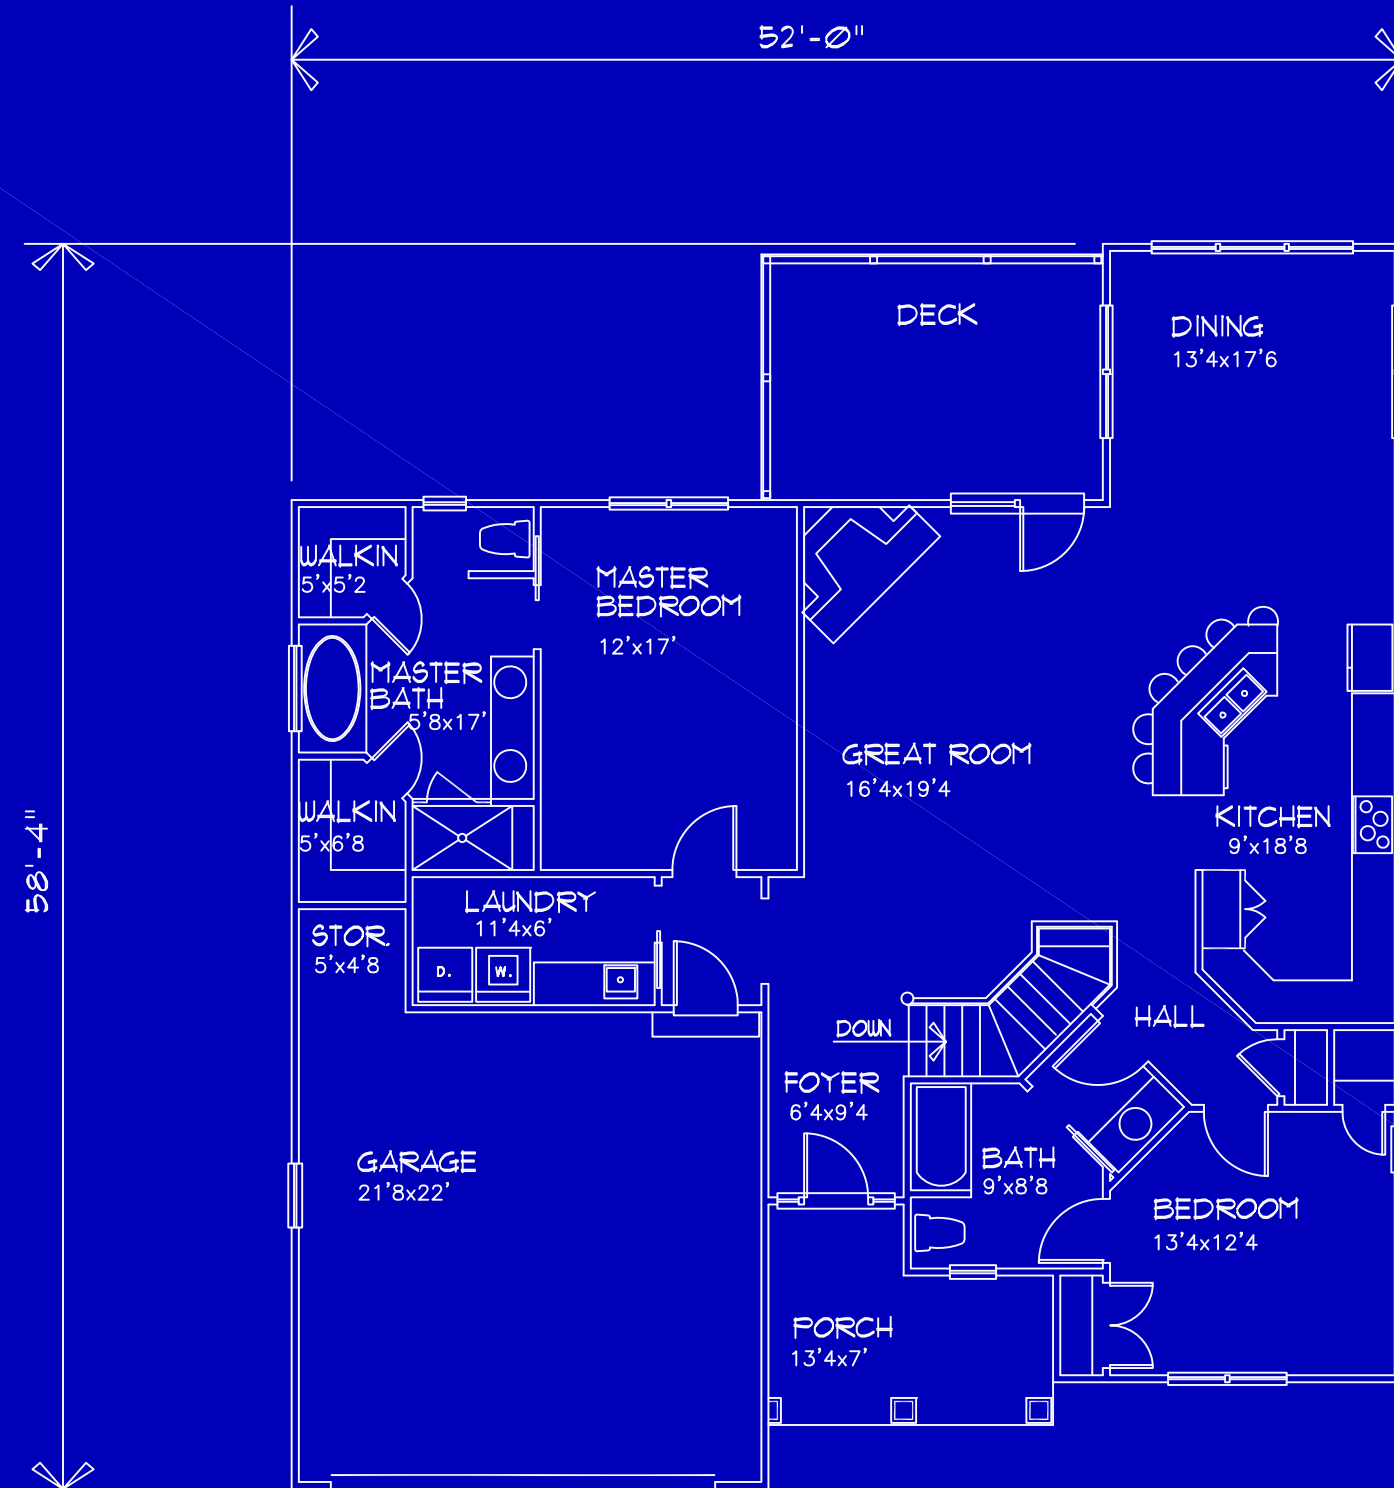 52'-0"
DECK
DINING
13'4x17'6
WALKIN
5'x5'2
MASTER
BEDROOM
12'x17'
MASTER
BATH
5'8x17'
GREAT ROOM
16'4x19'4
WALKIN
5'x6'8
KITCHEN
9'x18'8
58'-4"
LAUNDRY
11'4x6'
STOR.
5'x4'8
D.
W.
HALL
DOWN
FOYER
6'4x9'4
GARAGE
21'8x22'
BATH
9'x8'8
BEDROOM
13'4x12'4
PORCH
13'4x7'